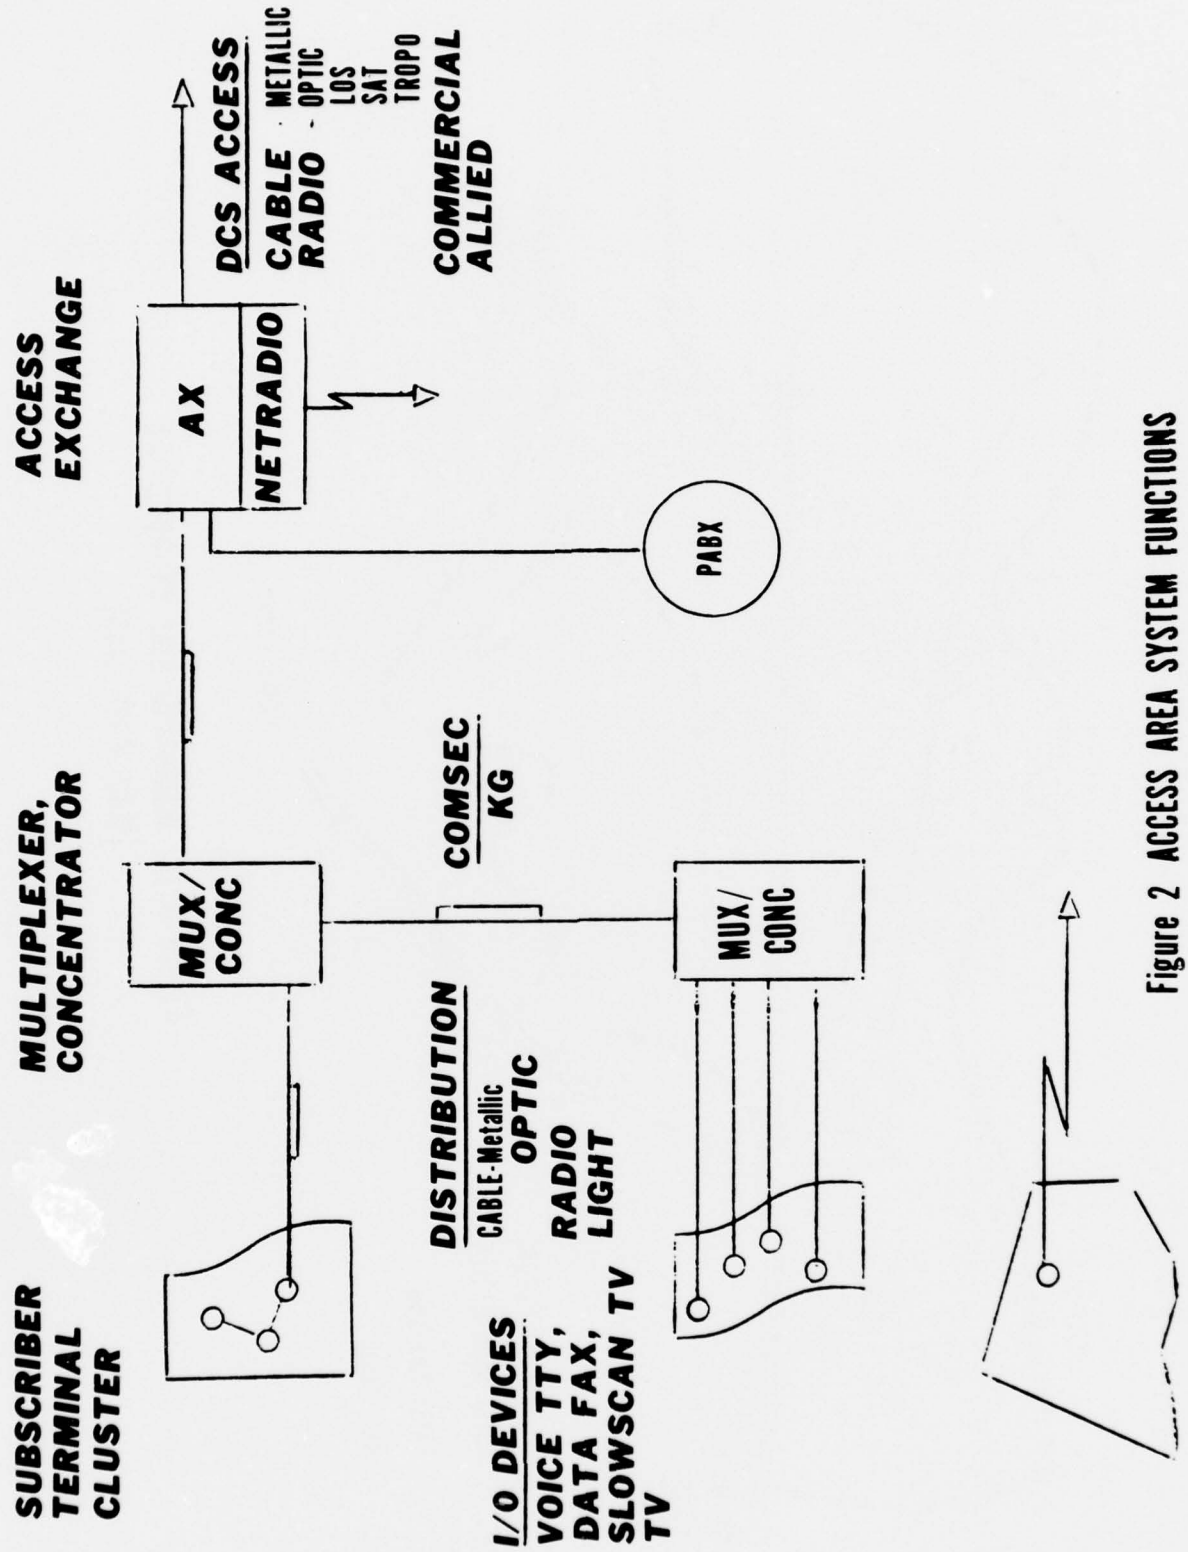 SUBSCRIBER
TERMINAL
CLUSTER
MULTIPLEXER,
CONCENTRATOR
ACCESS
EXCHANGE
MUX/
CONC
AX
NETRADIO
DCS ACCESS
CABLE - METALLIC
RADIO - OPTIC
LOS
SAT
TROPO
COMMERCIAL
ALLIED
DISTRIBUTION
CABLE-Metallic
OPTIC
RADIO
LIGHT
COMSEC
KG
I/O DEVICES
VOICE TTY,
DATA FAX,
SLOWSCAN TV
TV
MUX/
CONC
PABX
Figure 2 ACCESS AREA SYSTEM FUNCTIONS